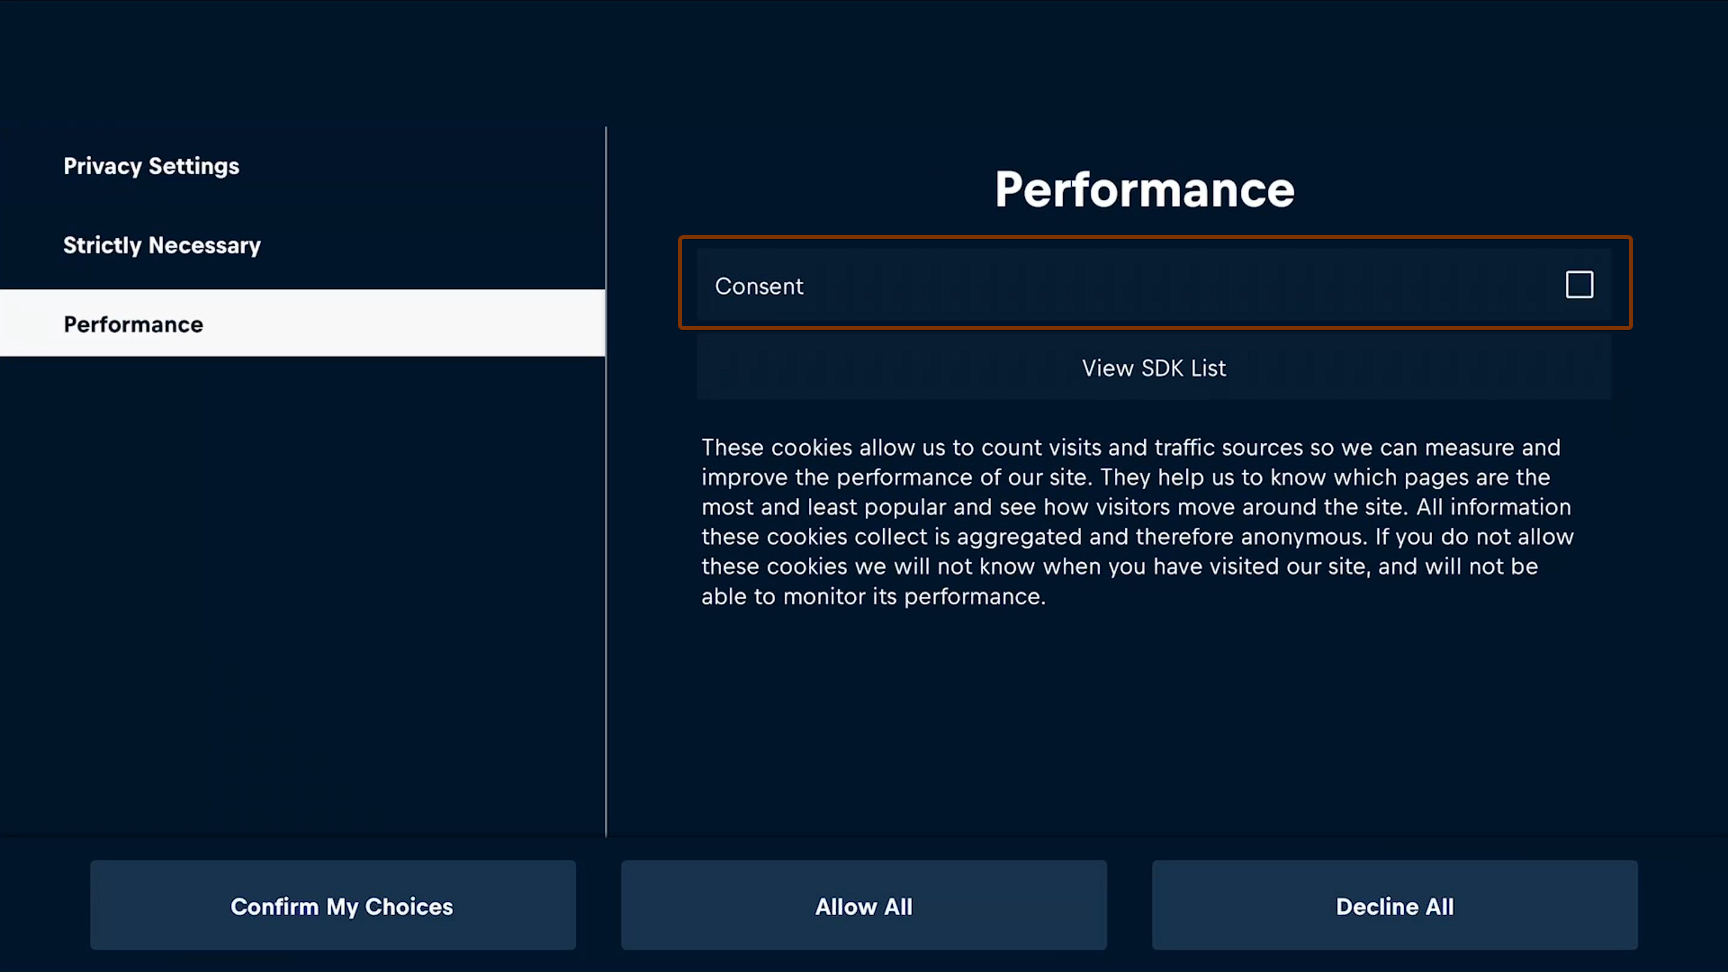 Privacy Settings
Strictly Necessary
Performance
Performance
Consent
View SDK List
These cookies allow us to count visits and traffic sources so we can measure and
improve the performance of our site. They help us to know which pages are the
most and least popular and see how visitors move around the site. All information
these cookies collect is aggregated and therefore anonymous. If you do not allow
these cookies we will not know when you have visited our site, and will not be
able to monitor its performance.
Confirm My Choices
Allow All
Decline All